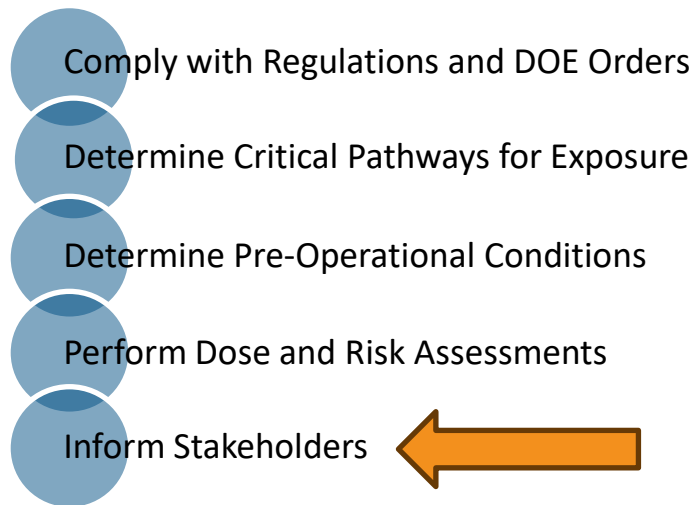 Comply with Regulations and DOE Orders
Determine Critical Pathways for Exposure
Determine Pre-Operational Conditions
Perform Dose and Risk Assessments
Inform Stakeholders